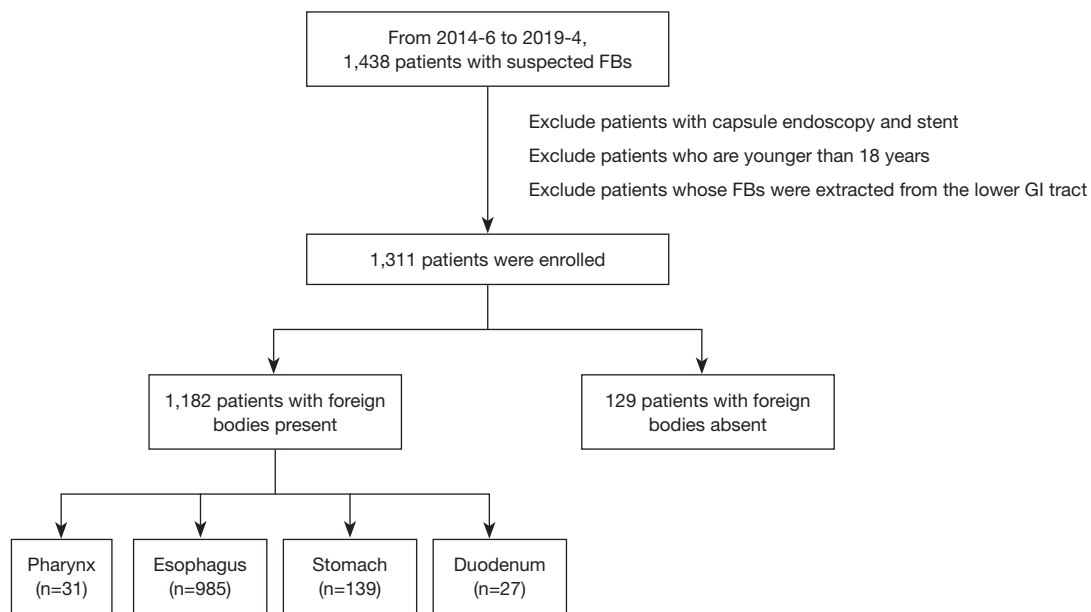 From 2014-6 to 2019-4,
1,438 patients with suspected FBs
Exclude patients with capsule endoscopy and stent
Exclude patients who are younger than 18 years
Exclude patients whose FBs were extracted from the lower GI tract
1,311 patients were enrolled
1,182 patients with foreign
bodies present
129 patients with foreign
bodies absent
Pharynx
(n=31)
Esophagus
(n=985)
Stomach
(n=139)
Duodenum
(n=27)